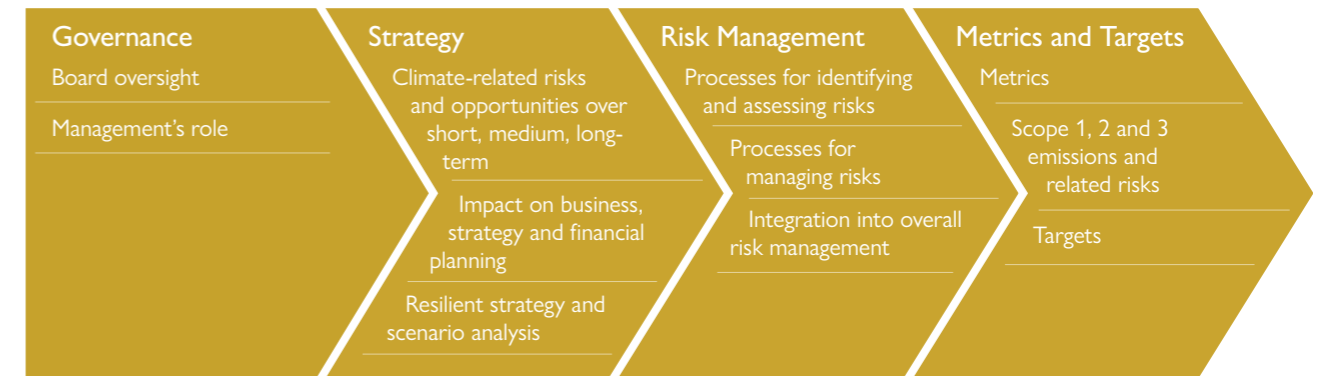 Governance
Board oversight
Management's role
Strategy
Climate-related risks
and opportunities over
short, medium, long-
term
Impact on business,
strategy and financial
planning
Resilient strategy and
scenario analysis
Risk Management
Processes for identifying
and assessing risks
Processes for
managing risks
Integration into overall
risk management
Metrics and Targets
Metrics
Scope 1, 2 and 3
emissions and
related risks
Targets